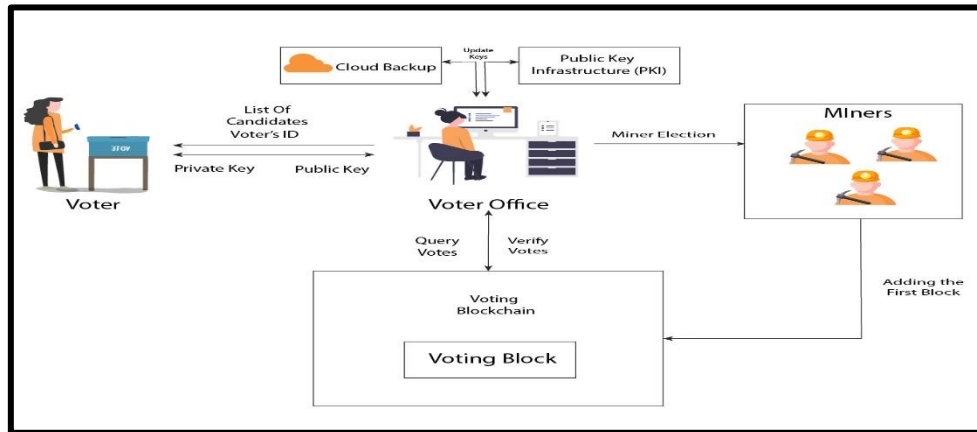 Update
Keys
Cloud Backup
Public Key
Infrastructure (PKI)
List Of
Candidates
Voter's ID
Private Key
Public Key
VOTE
Voter
Voter Office
Miner Election
MIners
Query
Votes
Verify
Votes
Adding the
First Block
Voting
Blockchain
Voting Block